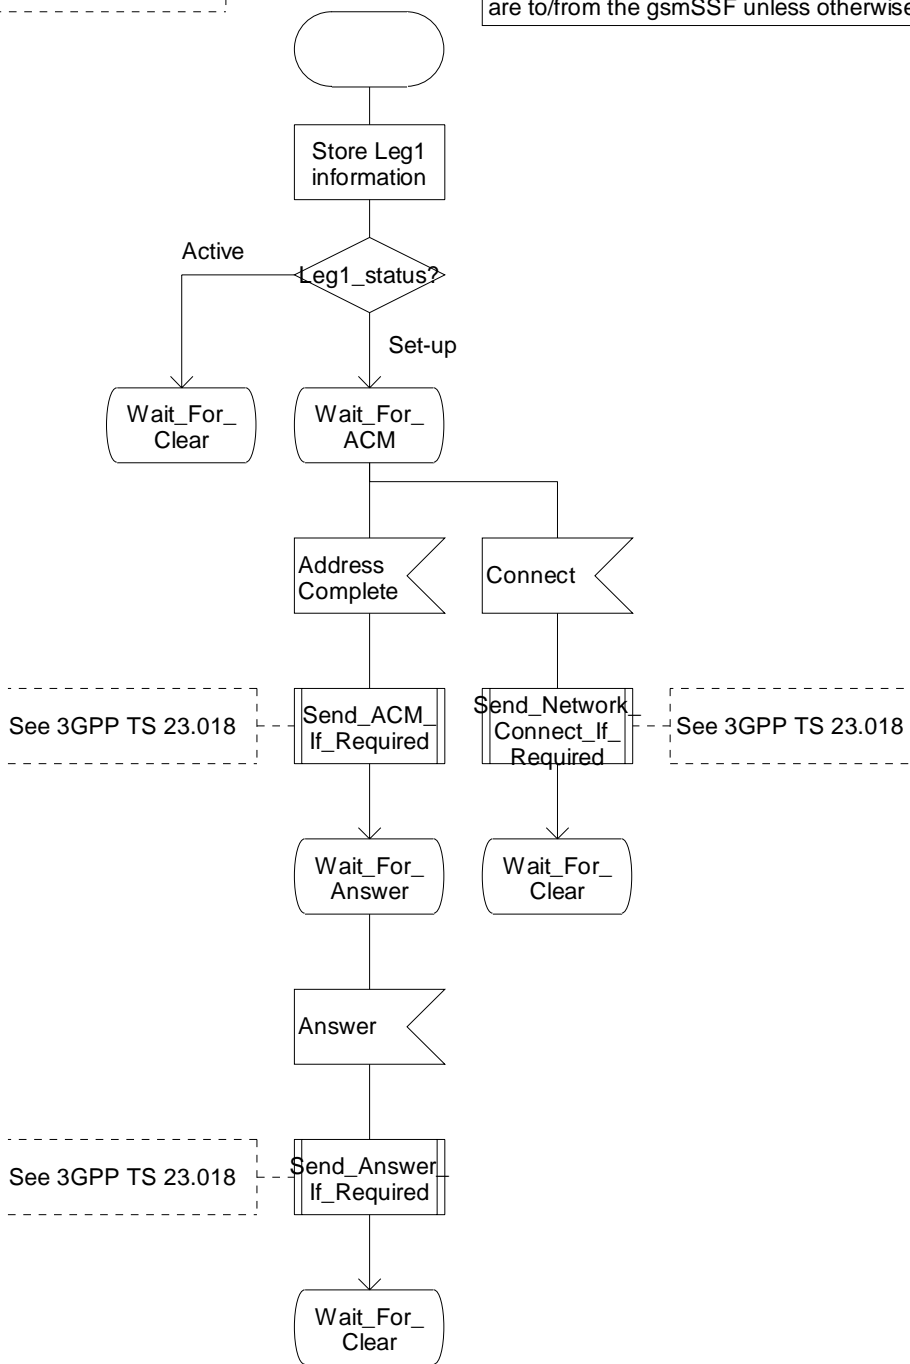 are to/from the gsmSSF unless otherwise
Store Leg1
information
Active
Leg1_status?
Set-up
Wait_For_
Clear
Wait_For_
ACM
Address
Complete
Connect
See 3GPP TS 23.018
Send_ACM_
If_Required
Send_Network_
Connect_If_
Required
See 3GPP TS 23.018
Wait_For_
Answer
Wait_For_
Clear
Answer
See 3GPP TS 23.018
Send_Answer_
If_Required
Wait_For_
Clear